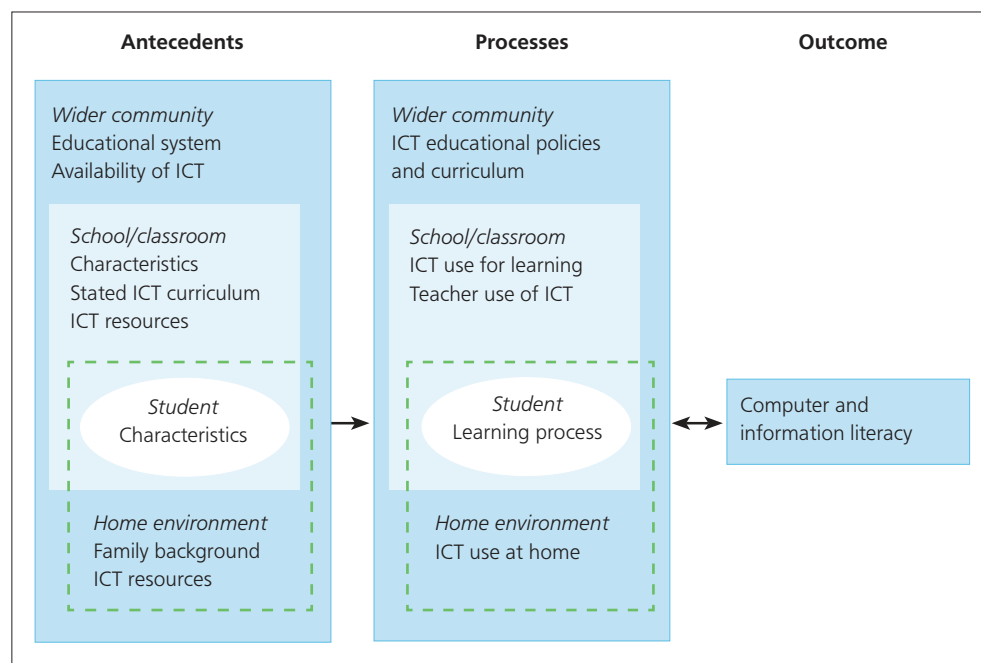 Antecedents
Processes
Outcome
Wider community
Educational system
Availability of ICT
School/classroom
Characteristics
Stated ICT curriculum
ICT resources
Student
Characteristics
Home environment
Family background
ICT resources
Wider community
ICT educational policies
and curriculum
School/classroom
ICT use for learning
Teacher use of ICT
Student
Learning process
Home environment
ICT use at home
Computer and
information literacy